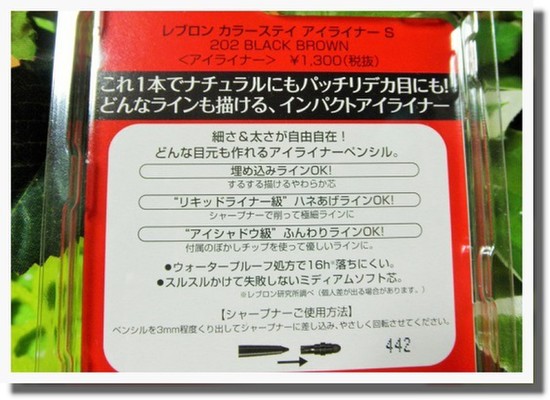 レブロン カラーステイ アイライナー S
202 BLACK BROWN
<アイライナー> ¥1,300(税抜)
これ1本でナチュラルにもパッチリデカ目にも!
どんなラインも描ける、インパクトアイライナー
細さ&太さが自由自在!
どんな目元も作れるアイライナーペンシル。
埋め込みラインOK!
するする描けるやわらか芯
"リキッドライナー級" ハネあげラインOK!
シャープナーで削って極細ラインに
"アイシャドウ級" ふんわりラインOK!
付属のぼかしチップを使って優しいラインに。
●ウォータープルーフ処方で16h※落ちにくい。
●スルスルかけて失敗しないミディアムソフト芯。
※レブロン研究所調べ(個人差が出る場合があります。)
【シャープナーご使用方法】
ペンシルを3mm程度くり出してシャープナーに差し込み、やさしく回転させてください。
442